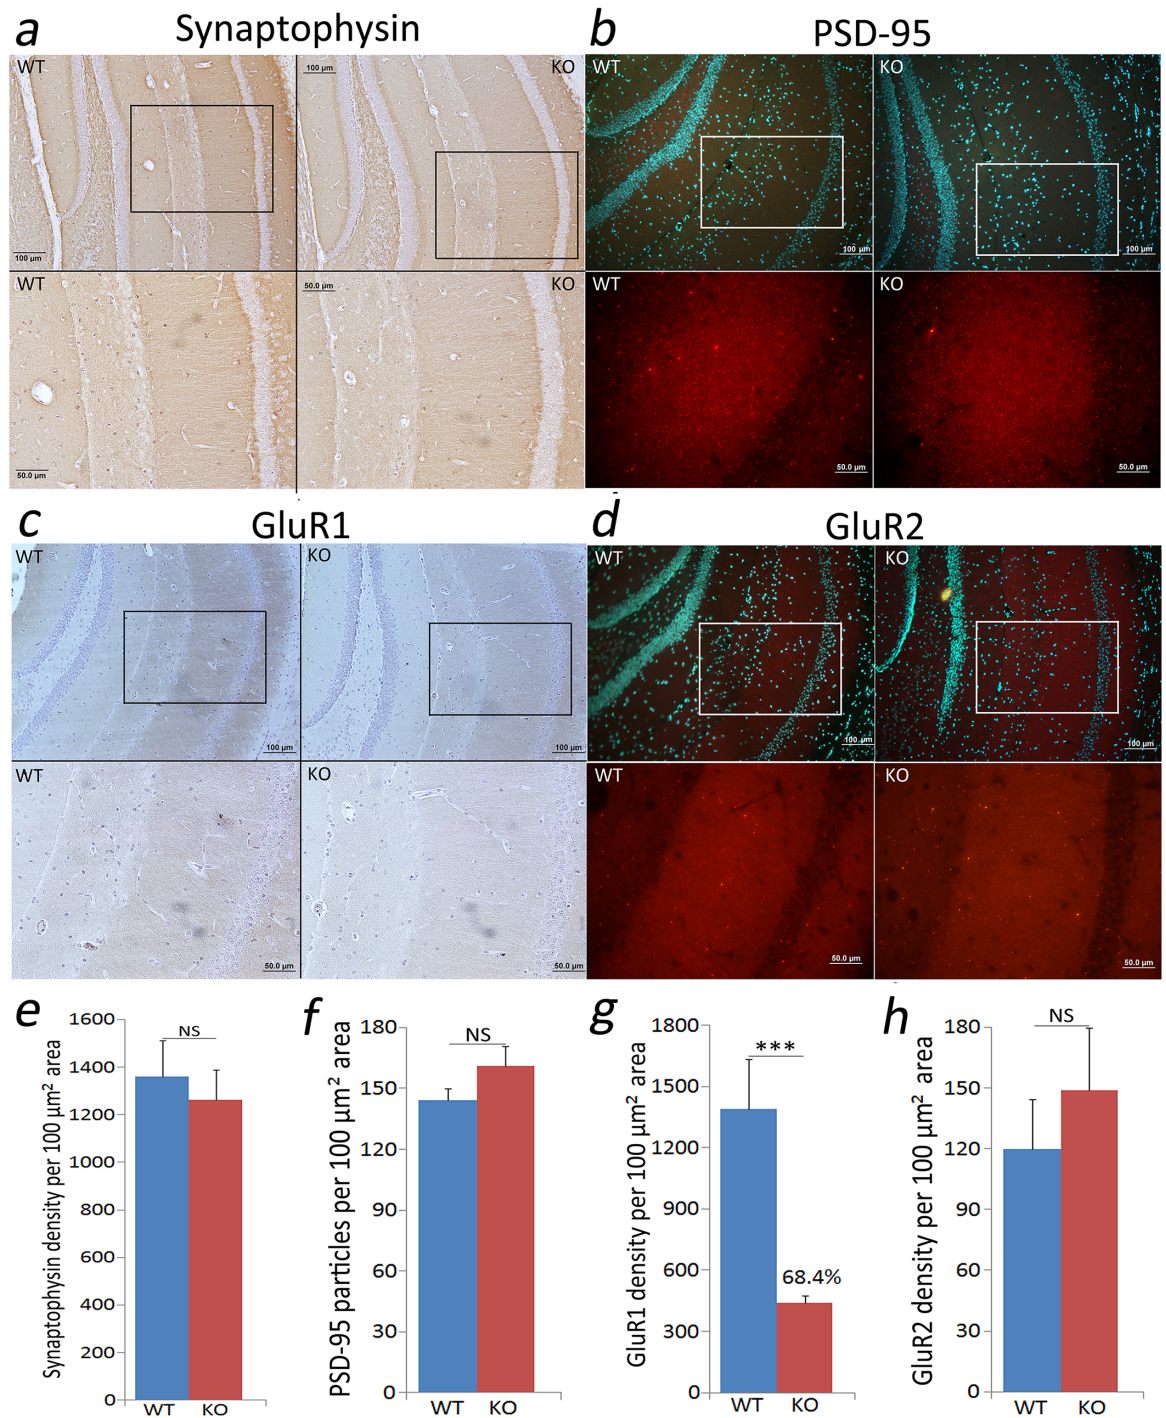 a Synaptophysin
WT
KO
100 µm
100 µm
WT
KO
50.0 µm
50.0 µm
b PSD-95
WT
KO
100 µm
100 µm
WT
KO
50.0 µm
50.0 µm
c GluR1
WT
KO
100 µm
100 µm
WT
KO
50.0 µm
50.0 µm
d GluR2
WT
KO
100 µm
100 µm
WT
KO
50.0 µm
50.0 µm
e
Synaptophysin density per 100 µm² area
1600
1400
1200
1000
800
600
400
200
0
NS
WT KO
f
PSD-95 particles per 100 µm² area
180
150
120
90
60
30
0
NS
WT KO
g
GluR1 density per 100 µm² area
1800
1500
1200
900
600
300
0
***
68.4%
WT KO
h
GluR2 density per 100 µm² area
180
150
120
90
60
30
0
NS
WT KO